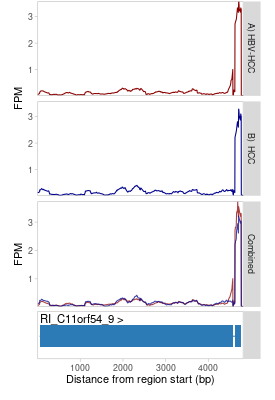 3
2
1
A) HBV-HCC
FPM
3
2
1
B) HCC
3
2
1
Combined
FPM
RI_C11orf54_9 >
1000 2000 3000 4000
Distance from region start (bp)